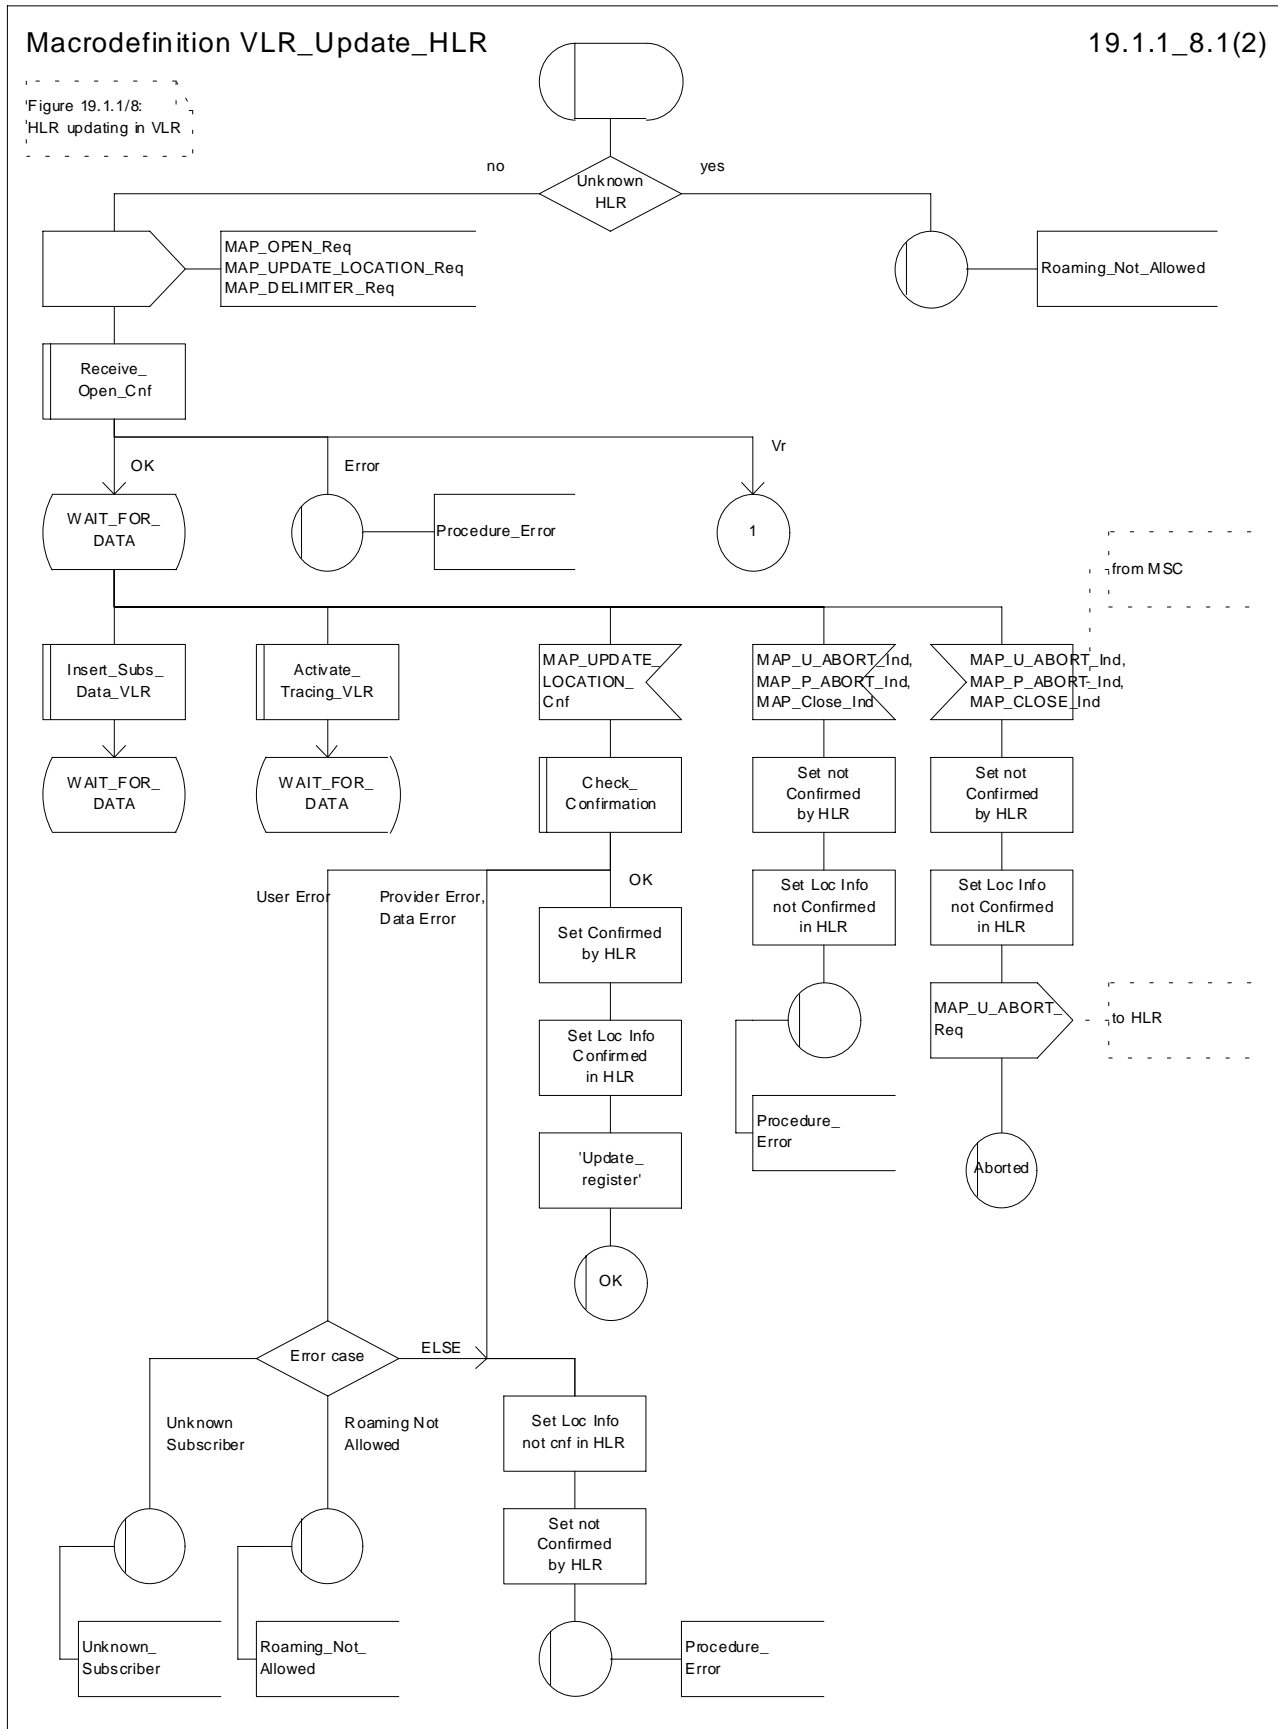 Macrodefinition VLR_Update_HLR
19.1.1_8.1(2)
Figure 19.1.1/8:
HLR updating in VLR
no
yes
Unknown
HLR
MAP_OPEN_Req
MAP_UPDATE_LOCATION_Req
MAP_DELIMITER_Req
Roaming_Not_Allowed
Receive_
Open_Cnf
OK
Error
Vr
WAIT_FOR_
DATA
Procedure_Error
1
from MSC
Insert_Subs_
Data_VLR
Activate_
Tracing_VLR
MAP_UPDATE_
LOCATION_
Cnf
MAP_U_ABORT_Ind,
MAP_P_ABORT_Ind,
MAP_Close_Ind
MAP_U_ABORT_Ind,
MAP_P_ABORT_Ind,
MAP_CLOSE_Ind
WAIT_FOR_
DATA
WAIT_FOR_
DATA
Check_
Confirmation
Set not
Confirmed
by HLR
Set not
Confirmed
by HLR
User Error
Provider Error,
Data Error
OK
Set Loc Info
not Confirmed
in HLR
Set Loc Info
not Confirmed
in HLR
Set Confirmed
by HLR
MAP_U_ABORT_
Req
to HLR
Set Loc Info
Confirmed
in HLR
Procedure_
Error
'Update_
register'
Aborted
OK
Error case
ELSE
Unknown
Subscriber
Roaming Not
Allowed
Set Loc Info
not cnf in HLR
Set not
Confirmed
by HLR
Unknown_
Subscriber
Roaming_Not_
Allowed
Procedure_
Error